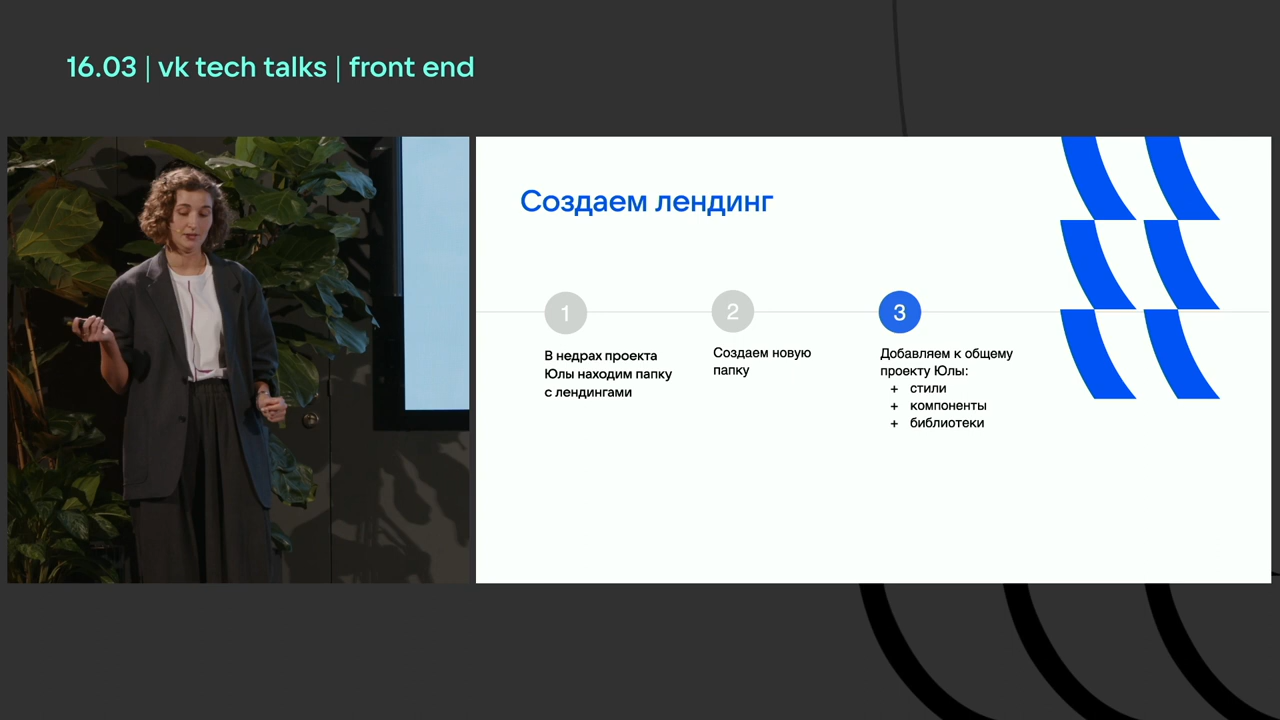 16.03 | vk tech talks | front end
Создаем лендинг
1
В недрах проекта
Юлы находим папку
с лендингами
2
Создаем новую
папку
3
Добавляем к общему
проекту Юлы:
+ стили
+ компоненты
+ библиотеки